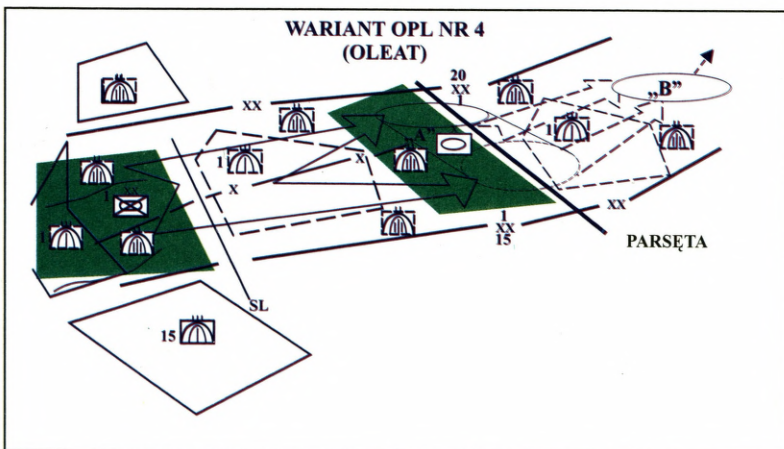 WARIANT OPL NR 4
(OLEAT)
20
XX
1
XX
„B”
A"
1
1
1
XX
X
X
1
1
XX
15
XX
PARSĘTA
SL
15